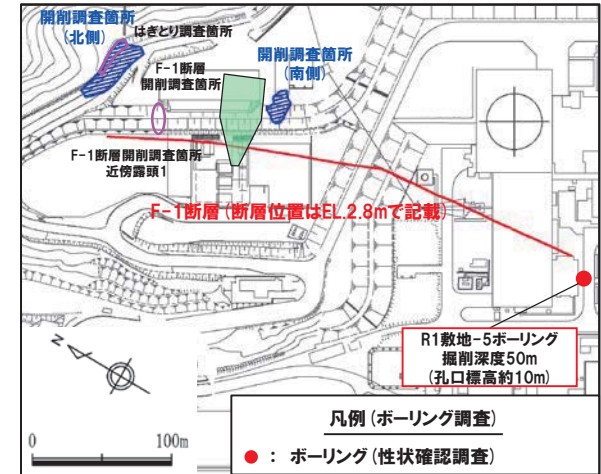 開削調査箇所
(北側)
はぎとり調査箇所
F-1断層
開削調査箇所
開削調査箇所
(南側)
F-1断層開削調査箇所
近傍露頭1
F-1断層(断層位置はEL.2.8mで記載)
R1敷地-5ボーリング
掘削深度50m
(孔口標高約10m)
N
0 100m
凡例(ボーリング調査)
● : ボーリング(性状確認調査)